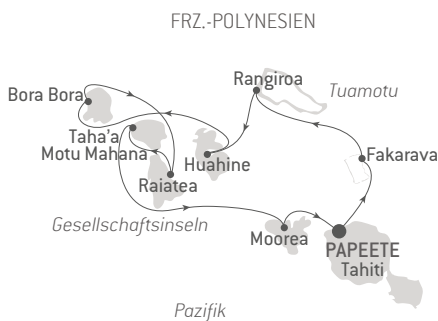 FRZ.-POLYNESIEN
Rangiroa
Bora Bora
Tuamotu
Taha'a
Motu Mahana
Huahine
Fakarava
Raiatea
Gesellschaftsinseln
Moorea
PAPEETE
Tahiti
Pazifik